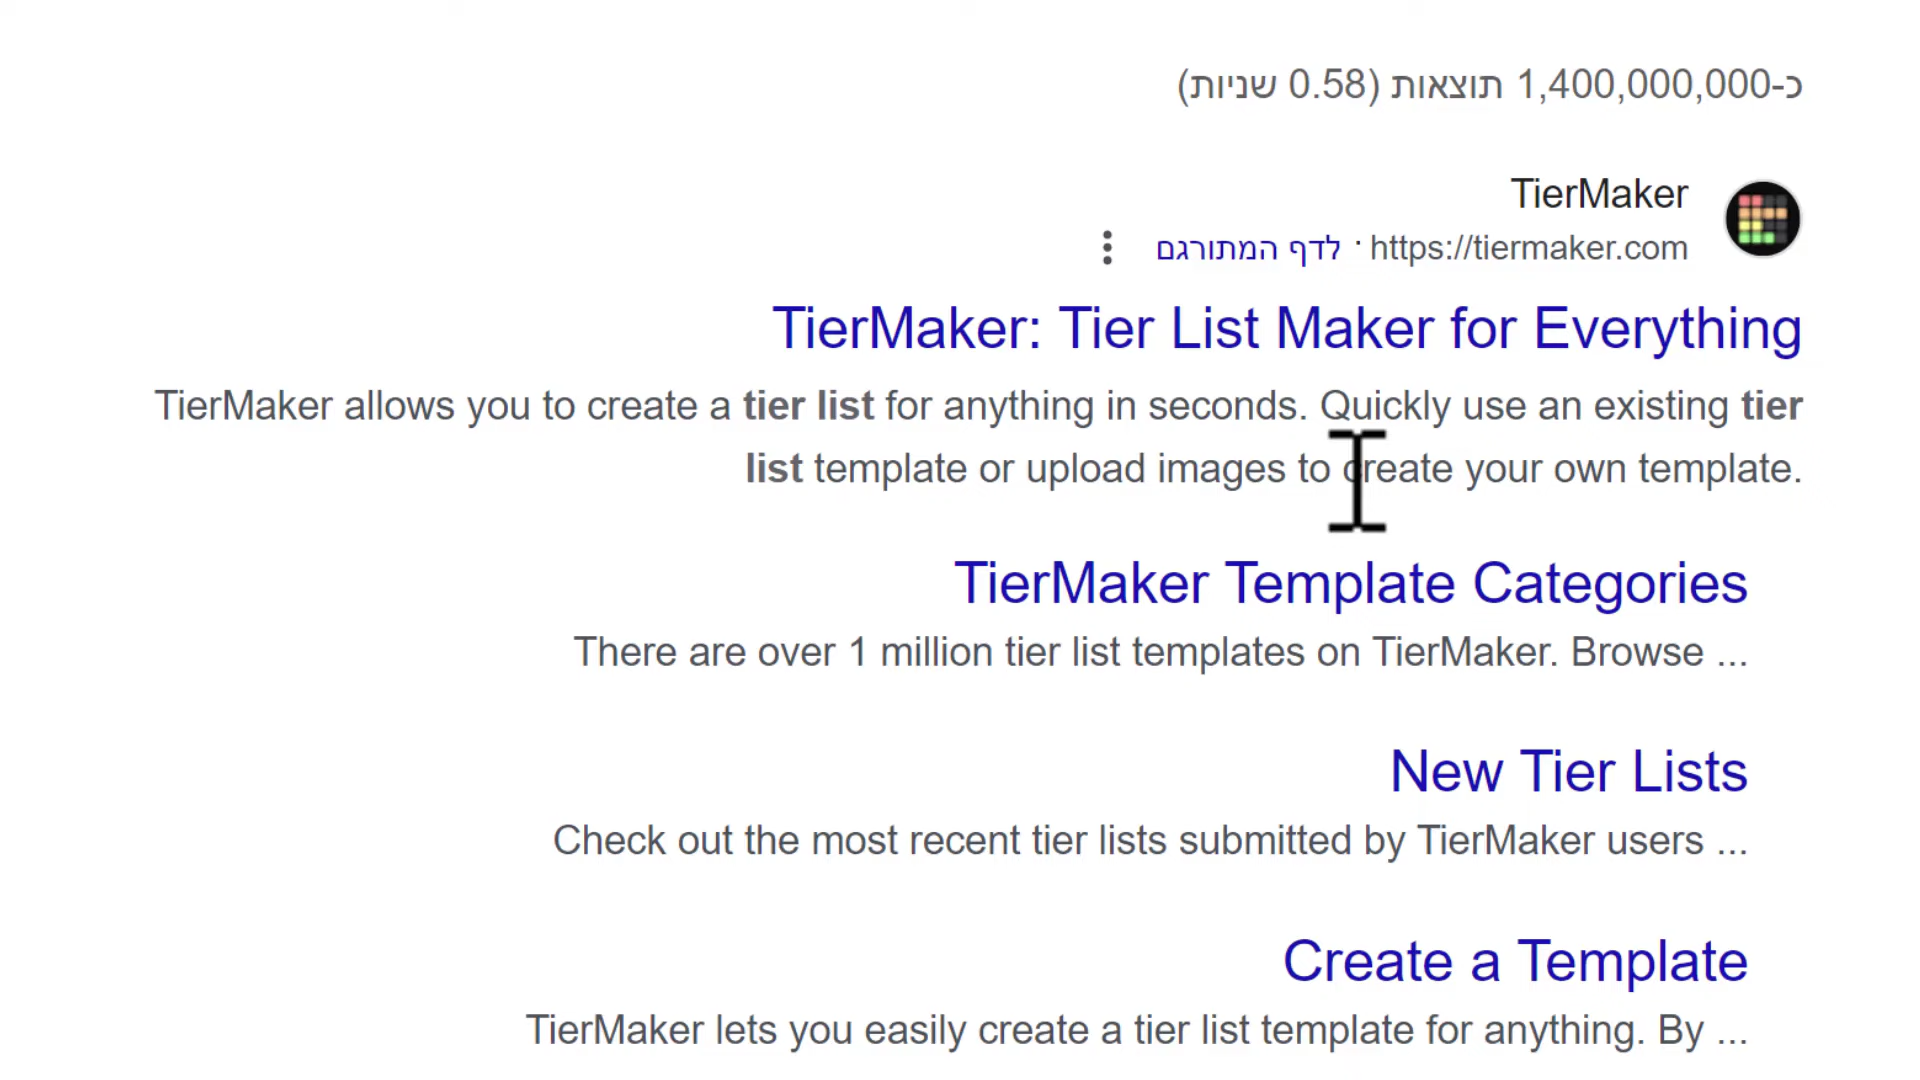 כ-1,400,000,000 תוצאות (0.58 שניות)
TierMaker
https://tiermaker.com · לדף המתורגם
TierMaker: Tier List Maker for Everything
TierMaker allows you to create a tier list for anything in seconds. Quickly use an existing tier
list template or upload images to create your own template.
TierMaker Template Categories
There are over 1 million tier list templates on TierMaker. Browse ...
New Tier Lists
Check out the most recent tier lists submitted by TierMaker users ...
Create a Template
TierMaker lets you easily create a tier list template for anything. By ...